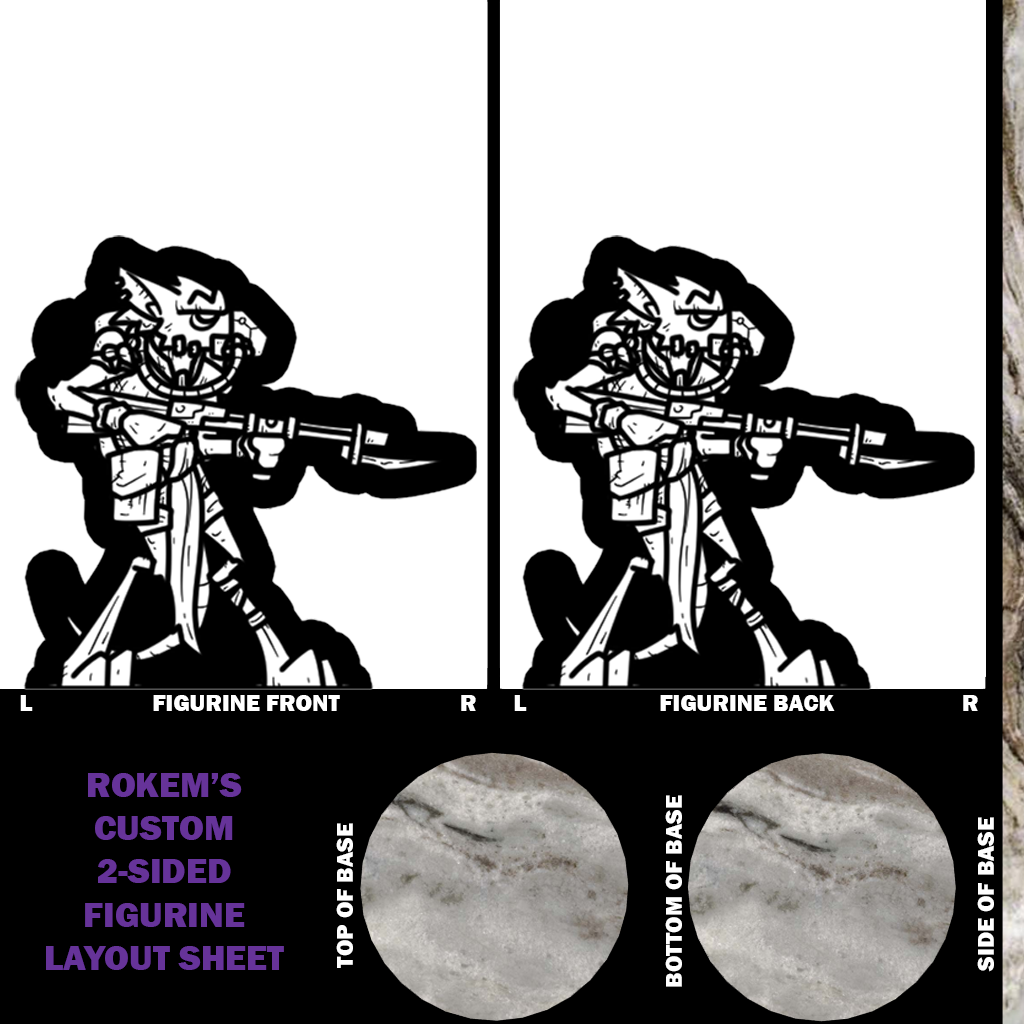 L FIGURINE FRONT R
L FIGURINE BACK R
ROKEM’S
CUSTOM
2-SIDED
FIGURINE
LAYOUT SHEET
TOP OF BASE
BOTTOM OF BASE
SIDE OF BASE